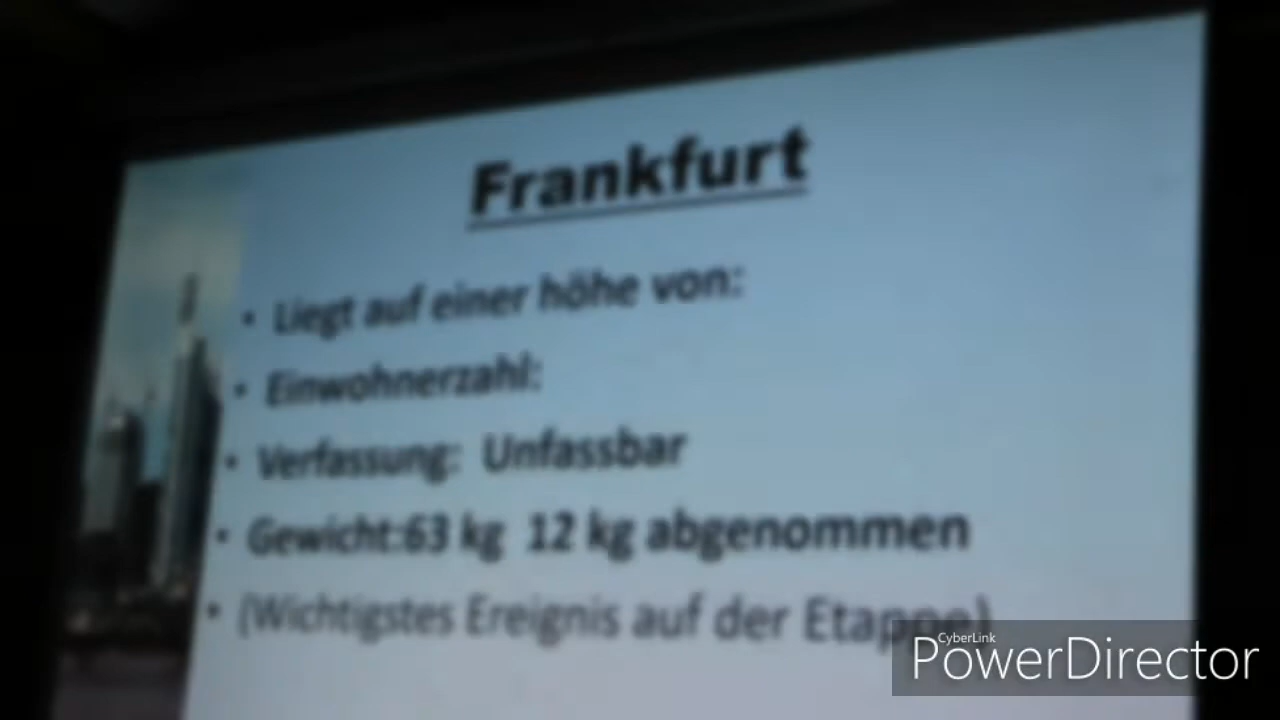 Frankfurt
• Liegt auf einer höhe von:
• Einwohnerzahl:
• Verfassung: Unfassbar
• Gewicht:63 kg 12 kg abgenommen
• (Wichtigstes Ereignis auf der Etappe)
CyberLink
PowerDirector